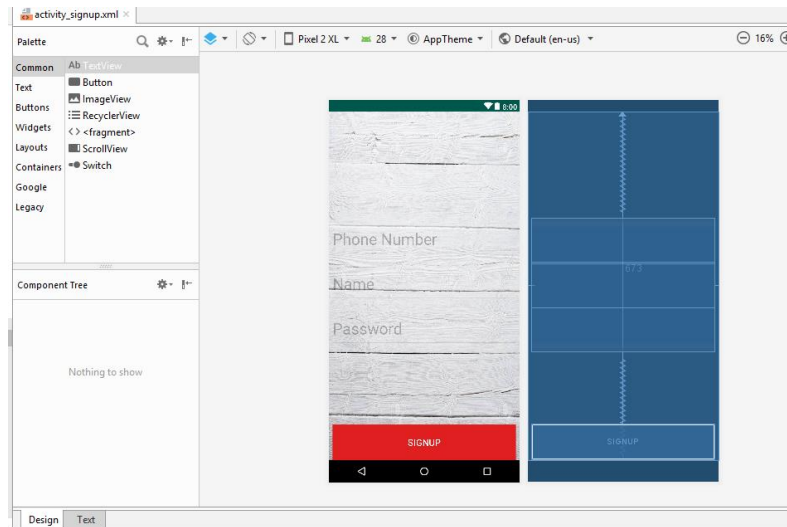 activity_signup.xml
Palette
Pixel 2 XL
28
AppTheme
Default (en-us)
16%
Common
Text
Buttons
Widgets
Layouts
Containers
Google
Legacy
Ab TextView
Button
ImageView
RecyclerView
<fragment>
ScrollView
Switch
Component Tree
Nothing to show
8:00
Phone Number
Name
Password
SIGNUP
673
SIGNUP
Design
Text